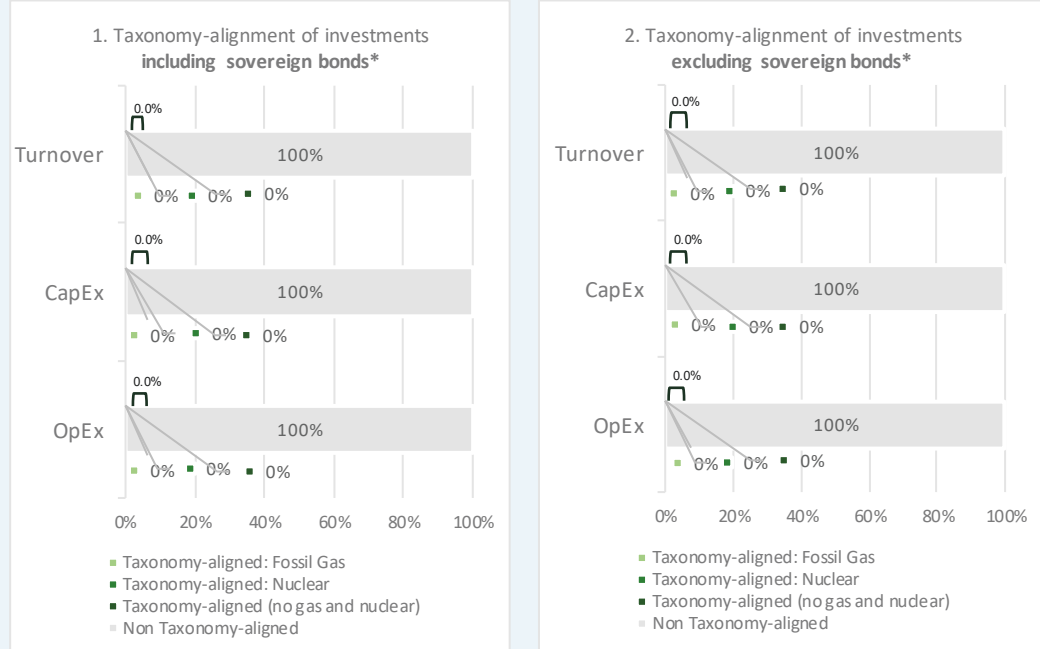 1. Taxonomy-alignment of investments
including sovereign bonds*
0.0%
Turnover
100%
0% 0% 0%
0.0%
CapEx
100%
0% 0% 0%
0.0%
OpEx
100%
0% 0% 0%
0% 20% 40% 60% 80% 100%
Taxonomy-aligned: Fossil Gas
Taxonomy-aligned: Nuclear
Taxonomy-aligned (no gas and nuclear)
Non Taxonomy-aligned
2. Taxonomy-alignment of investments
excluding sovereign bonds*
0.0%
Turnover
100%
0% 0% 0%
0.0%
CapEx
100%
0% 0% 0%
0.0%
OpEx
100%
0% 0% 0%
0% 20% 40% 60% 80% 100%
Taxonomy-aligned: Fossil Gas
Taxonomy-aligned: Nuclear
Taxonomy-aligned (no gas and nuclear)
Non Taxonomy-aligned